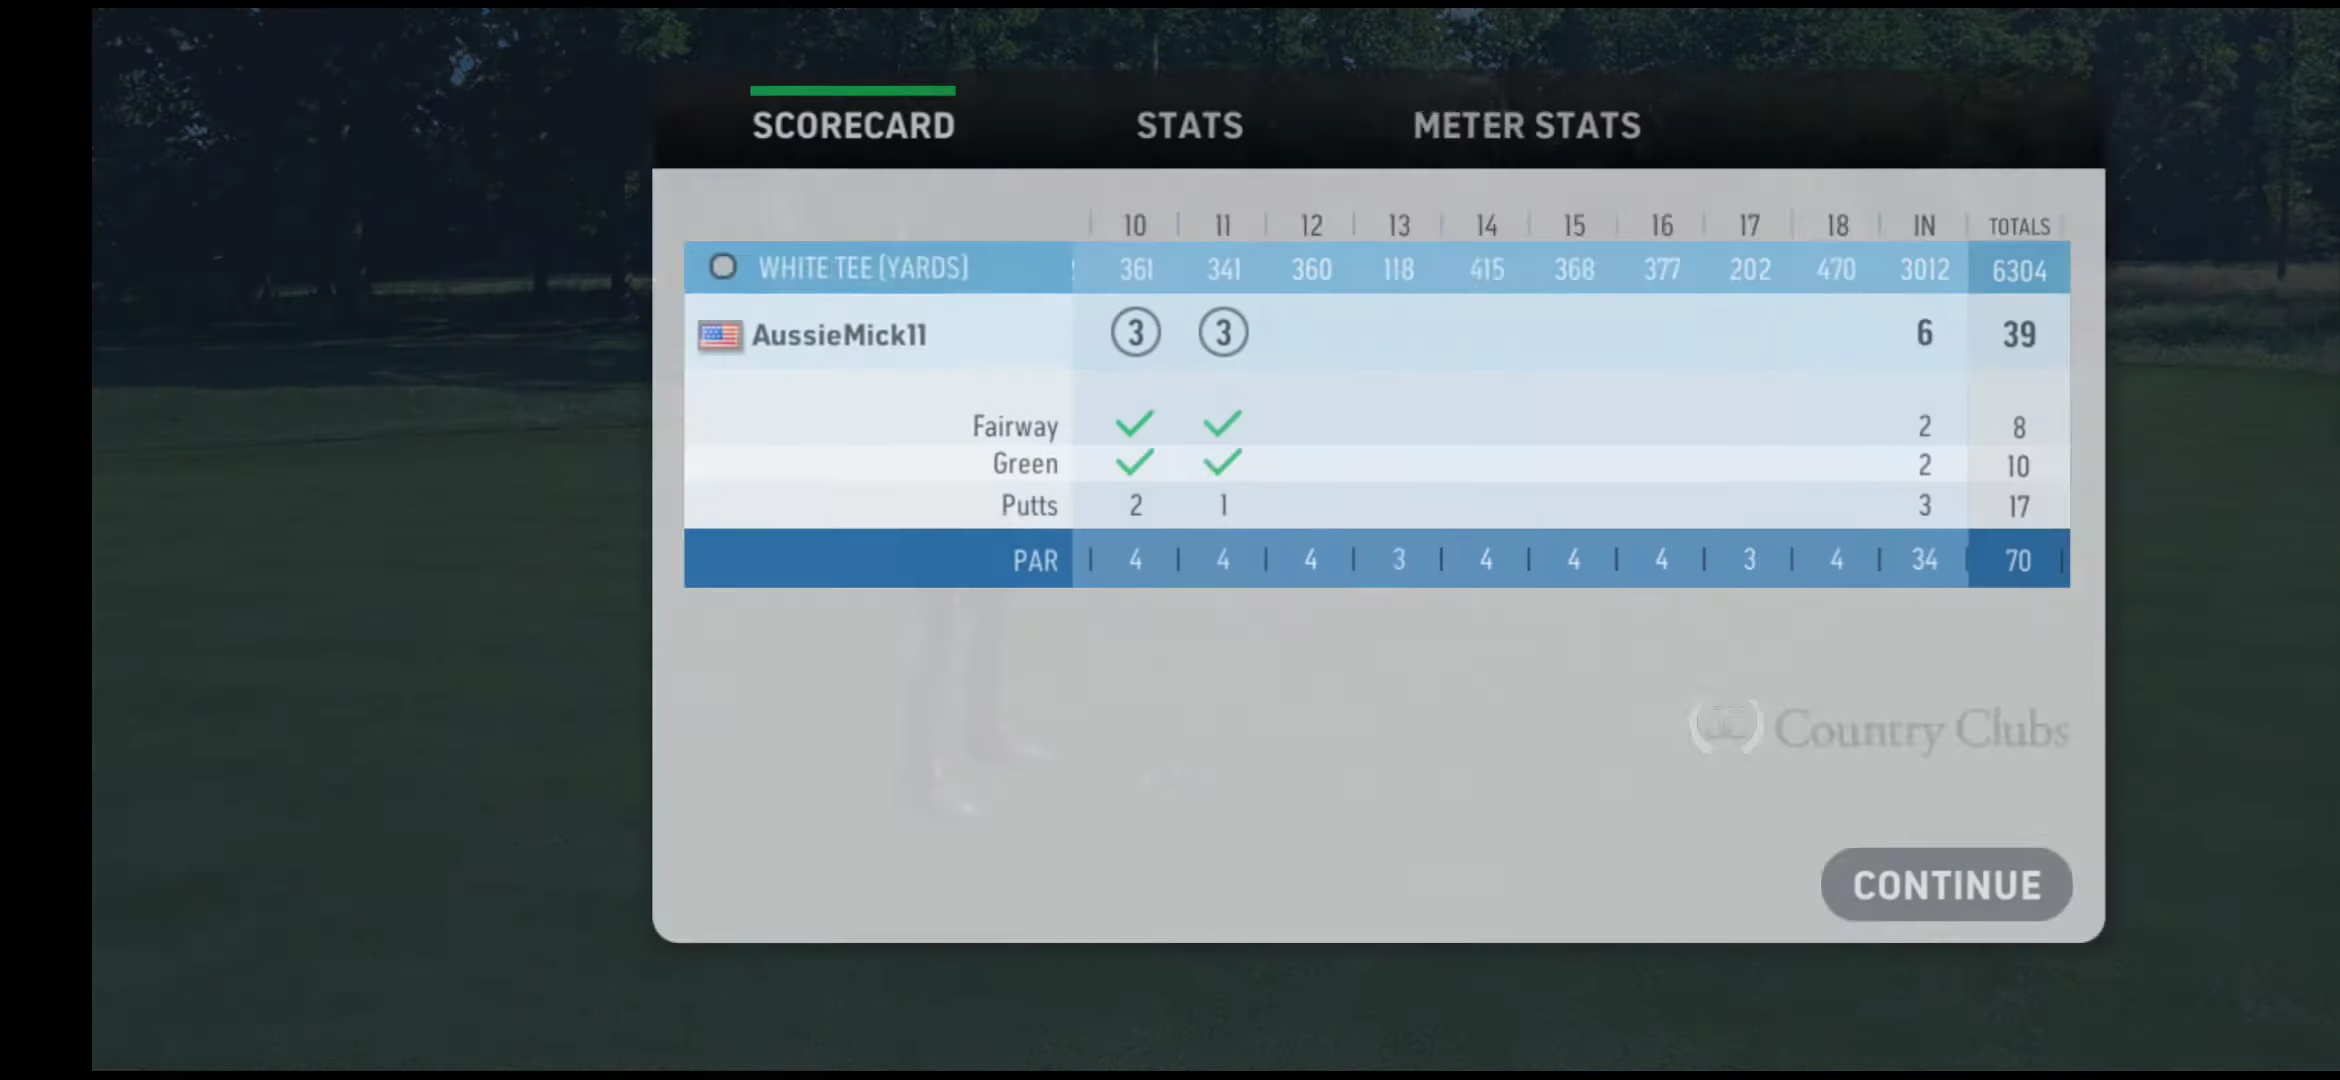 SCORECARD STATS METER STATS
10 11 12 13 14 15 16 17 18 IN TOTALS
WHITE TEE (YARDS) 361 341 360 118 415 368 377 202 470 3012 6304
AussieMick11 3 3 6 39
Fairway 2 8
Green 2 10
Putts 2 1 3 17
PAR 4 4 4 3 4 4 4 3 4 34 70
Country Clubs
CONTINUE